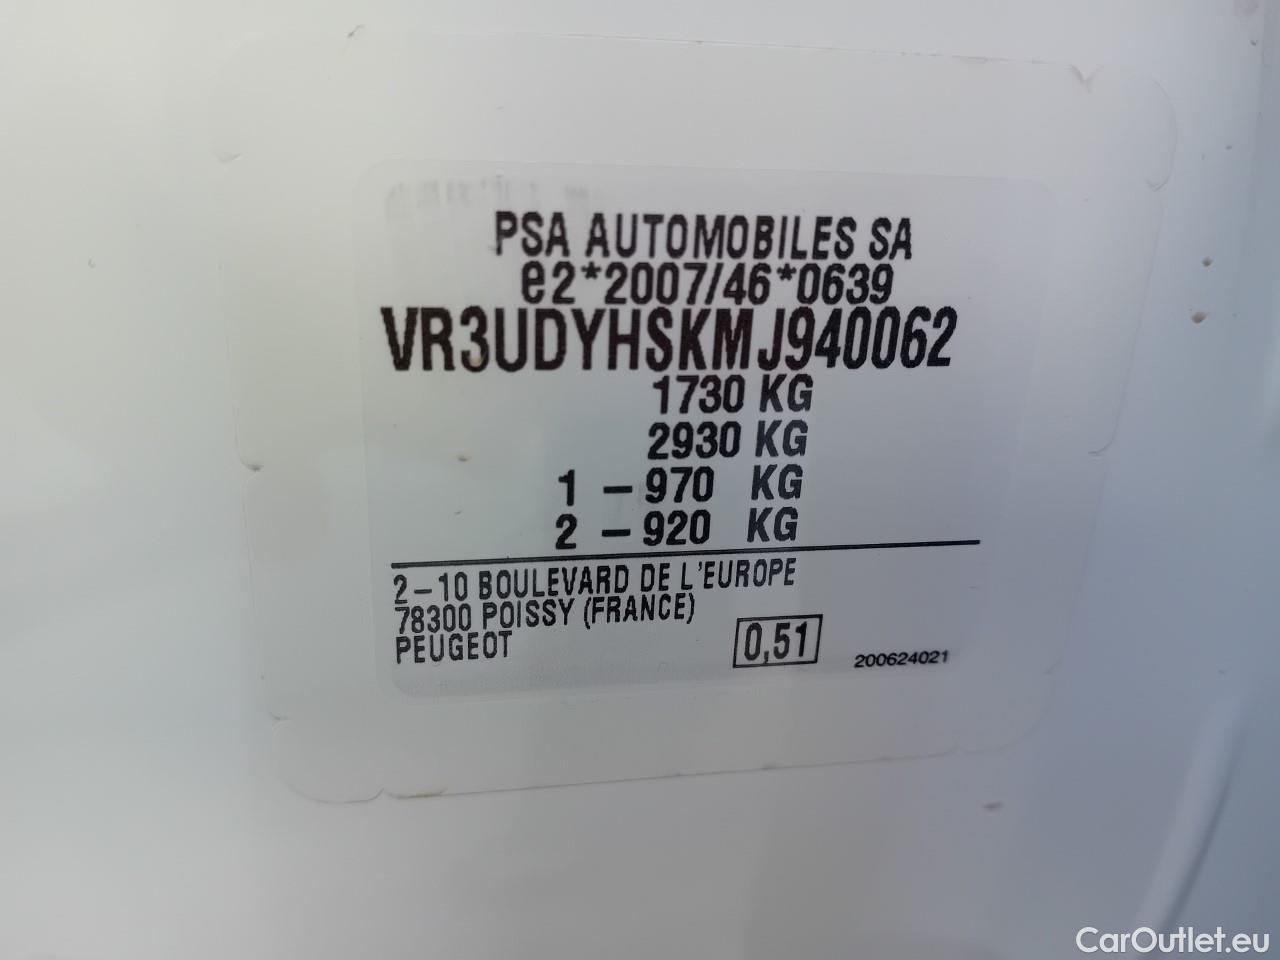 PSA AUTOMOBILES SA
e2*2007/46*0639
VR3UDYHSKMJ940062
1730 KG
2930 KG
1 - 970 KG
2 - 920 KG
2-10 BOULEVARD DE L'EUROPE
78300 POISSY (FRANCE)
PEUGEOT
0,51
200624021
CarOutlet.eu